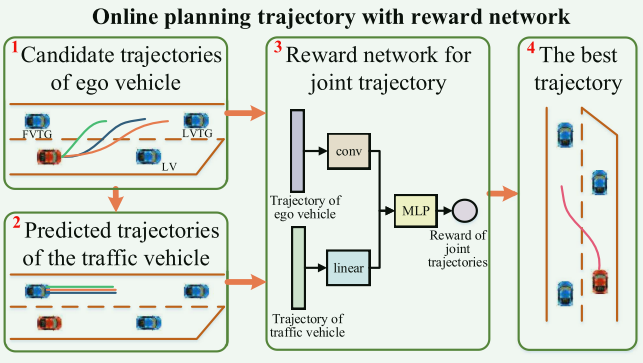 Online planning trajectory with reward network
1 Candidate trajectories
of ego vehicle
FVTG
LVTG
LV
2 Predicted trajectories
of the traffic vehicle
3 Reward network for
joint trajectory
conv
Trajectory of
ego vehicle
MLP
Reward of
joint
trajectories
linear
Trajectory of
traffic vehicle
4 The best
trajectory